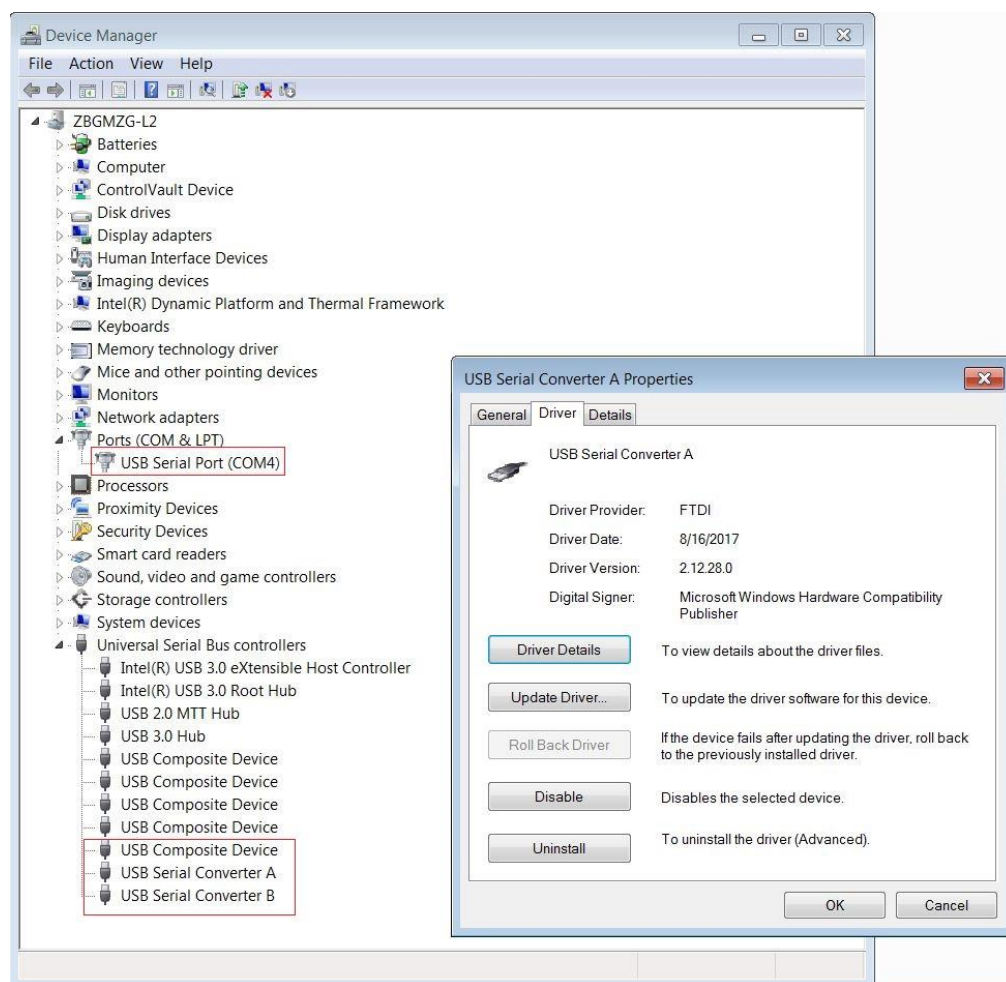 Device Manager
File Action View Help
ZBGMZG-L2
Batteries
Computer
ControlVault Device
Disk drives
Display adapters
Human Interface Devices
Imaging devices
Intel(R) Dynamic Platform and Thermal Framework
Keyboards
Memory technology driver
Mice and other pointing devices
Monitors
Network adapters
Ports (COM & LPT)
USB Serial Port (COM4)
Processors
Proximity Devices
Security Devices
Smart card readers
Sound, video and game controllers
Storage controllers
System devices
Universal Serial Bus controllers
Intel(R) USB 3.0 eXtensible Host Controller
Intel(R) USB 3.0 Root Hub
USB 2.0 MTT Hub
USB 3.0 Hub
USB Composite Device
USB Composite Device
USB Composite Device
USB Composite Device
USB Composite Device
USB Serial Converter A
USB Serial Converter B
USB Serial Converter A Properties
General Driver Details
USB Serial Converter A
Driver Provider: FTDI
Driver Date: 8/16/2017
Driver Version: 2.12.28.0
Digital Signer: Microsoft Windows Hardware Compatibility
Publisher
Driver Details To view details about the driver files.
Update Driver... To update the driver software for this device.
Roll Back Driver If the device fails after updating the driver, roll back
to the previously installed driver.
Disable Disables the selected device.
Uninstall To uninstall the driver (Advanced).
OK Cancel